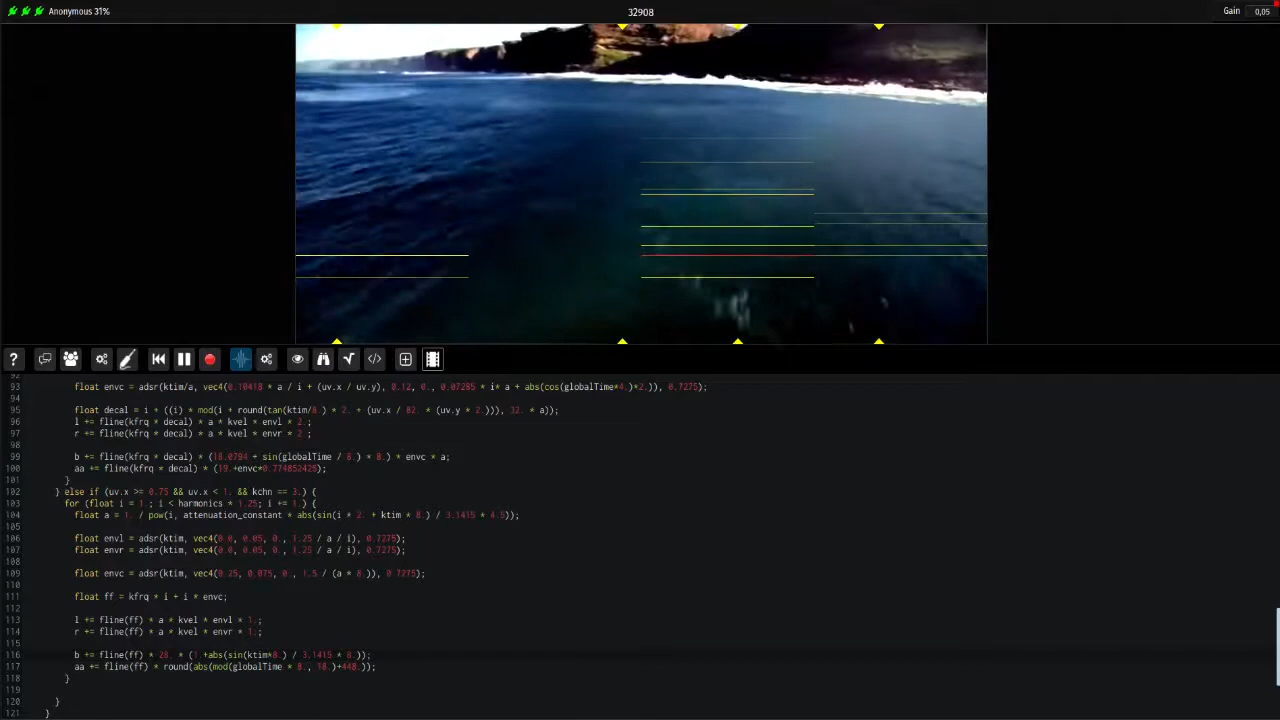 Anonymous 31%
32908
Gain 0,05
93 float envc = adsr(ktim/a, vec4(0.10418 * a / i + (uv.x / uv.y), 0.12, 0., 0.07285 * i* a + abs(cos(globalTime*4.)*2.)), 0.7275);
94
95 float decal = i + ((i) * mod(i + round(tan(ktim/8.) * 2. + (uv.x / 82. * (uv.y * 2.))), 32. * a));
96 l += fline(kfrq * decal) * a * kvel * envl * 2.;
97 r += fline(kfrq * decal) * a * kvel * envr * 2.;
98
99 b += fline(kfrq * decal) * (18.0794 + sin(globalTime / 8.) * 8.) * envc * a;
100 aa += fline(kfrq * decal) * (19.+envc*0.774852425);
101 }
102 } else if (uv.x >= 0.75 && uv.x < 1. && kchn == 3.) {
103 for (float i = 1.; i < harmonics * 1.25; i += 1.) {
104 float a = 1. / pow(i, attenuation_constant * abs(sin(i * 2. + ktim * 8.) / 3.1415 * 4.5));
105
106 float envl = adsr(ktim, vec4(0.0, 0.05, 0., 1.25 / a / i), 0.7275);
107 float envr = adsr(ktim, vec4(0.0, 0.05, 0., 1.25 / a / i), 0.7275);
108
109 float envc = adsr(ktim, vec4(0.25, 0.075, 0., 1.5 / (a * 8.)), 0.7275);
110
111 float ff = kfrq * i + i * envc;
112
113 l += fline(ff) * a * kvel * envl * 1.;
114 r += fline(ff) * a * kvel * envr * 1.;
115
116 b += fline(ff) * 28. * (1.+abs(sin(ktim*8.) / 3.1415 * 8.));
117 aa += fline(ff) * round(abs(mod(globalTime * 8., 18.)+448.));
118 }
119
120 }
121 }